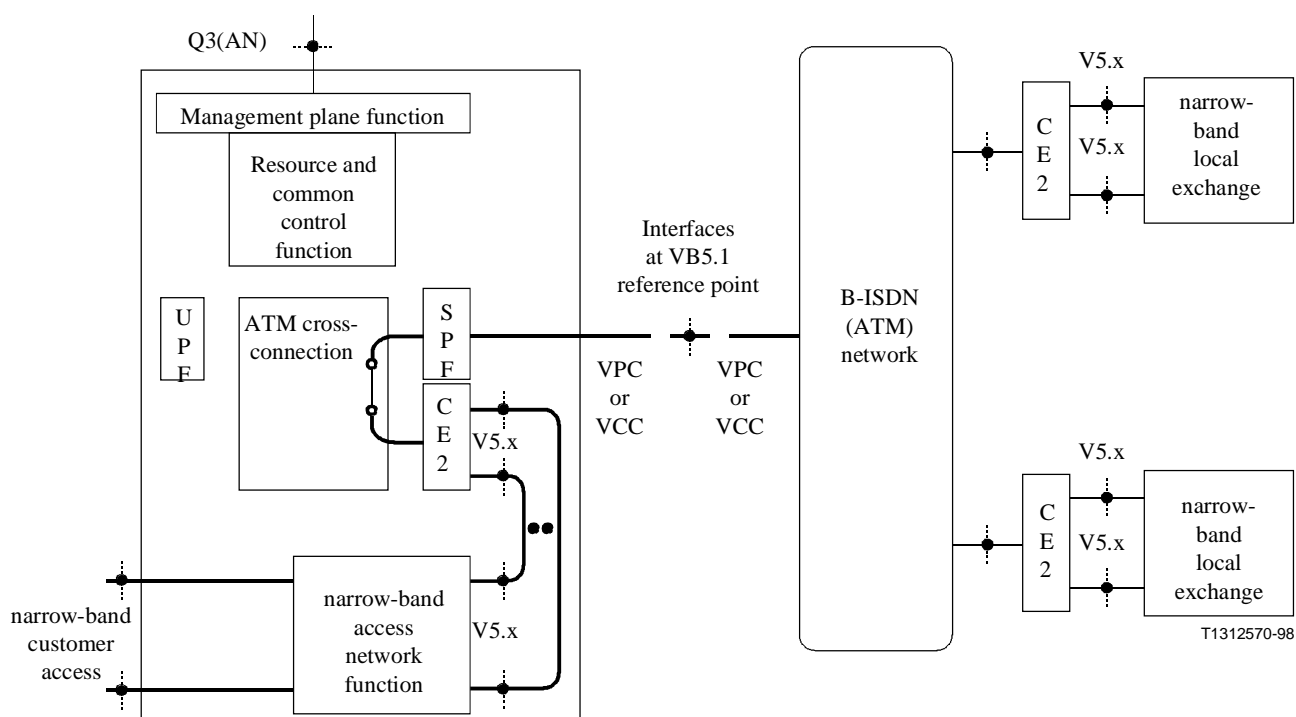 Q3(AN)
Management plane function
Resource and
common
control
function
U
P
F
ATM cross-
connection
S
P
F
C
E
2
V5.x
narrow-band
access
network
function
V5.x
narrow-band
customer
access
Interfaces
at VB5.1
reference point
VPC
or
VCC
VPC
or
VCC
B-ISDN
(ATM)
network
C
E
2
V5.x
V5.x
narrow-
band
local
exchange
C
E
2
V5.x
V5.x
narrow-
band
local
exchange
T1312570-98